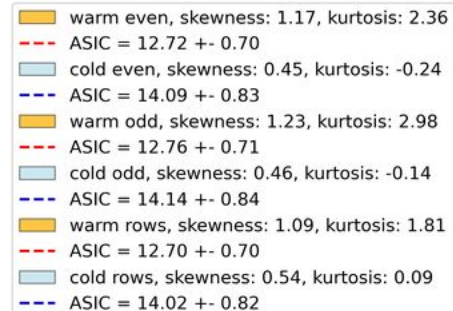 warm even, skewness: 1.17, kurtosis: 2.36
ASIC = 12.72 +- 0.70
cold even, skewness: 0.45, kurtosis: -0.24
ASIC = 14.09 +- 0.83
warm odd, skewness: 1.23, kurtosis: 2.98
ASIC = 12.76 +- 0.71
cold odd, skewness: 0.46, kurtosis: -0.14
ASIC = 14.14 +- 0.84
warm rows, skewness: 1.09, kurtosis: 1.81
ASIC = 12.70 +- 0.70
cold rows, skewness: 0.54, kurtosis: 0.09
ASIC = 14.02 +- 0.82